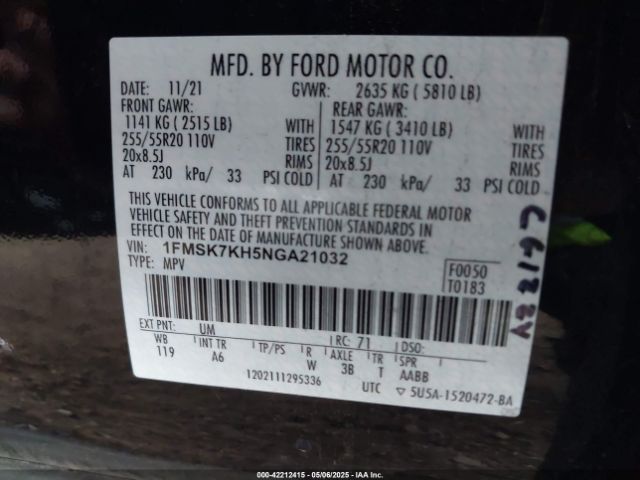 MFD. BY FORD MOTOR CO.
DATE: 11/21 GVWR: 2635 KG ( 5810 LB)
FRONT GAWR: REAR GAWR:
1141 KG ( 2515 LB) WITH 1547 KG ( 3410 LB) WITH
255/55R20 110V TIRES 255/55R20 110V TIRES
20x8.5J RIMS 20x8.5J RIMS
AT 230 kPa/ 33 PSI COLD AT 230 kPa/ 33 PSI COLD
THIS VEHICLE CONFORMS TO ALL APPLICABLE FEDERAL MOTOR
VEHICLE SAFETY AND THEFT PREVENTION STANDARDS IN
EFFECT ON THE DATE OF MANUFACTURE SHOWN ABOVE.
VIN: 1FMSK7KH5NGA21032
TYPE: MPV
F0050
T0183
EXT PNT: UM RC: 71 DSO:
WB INT TR TP/PS R AXLE TR SPR
119 A6 W 3B T AABB
1202111295336 UTC ▽ 5U5A-1520472-BA
000-42212415 - 05/06/2025 - IAA Inc.